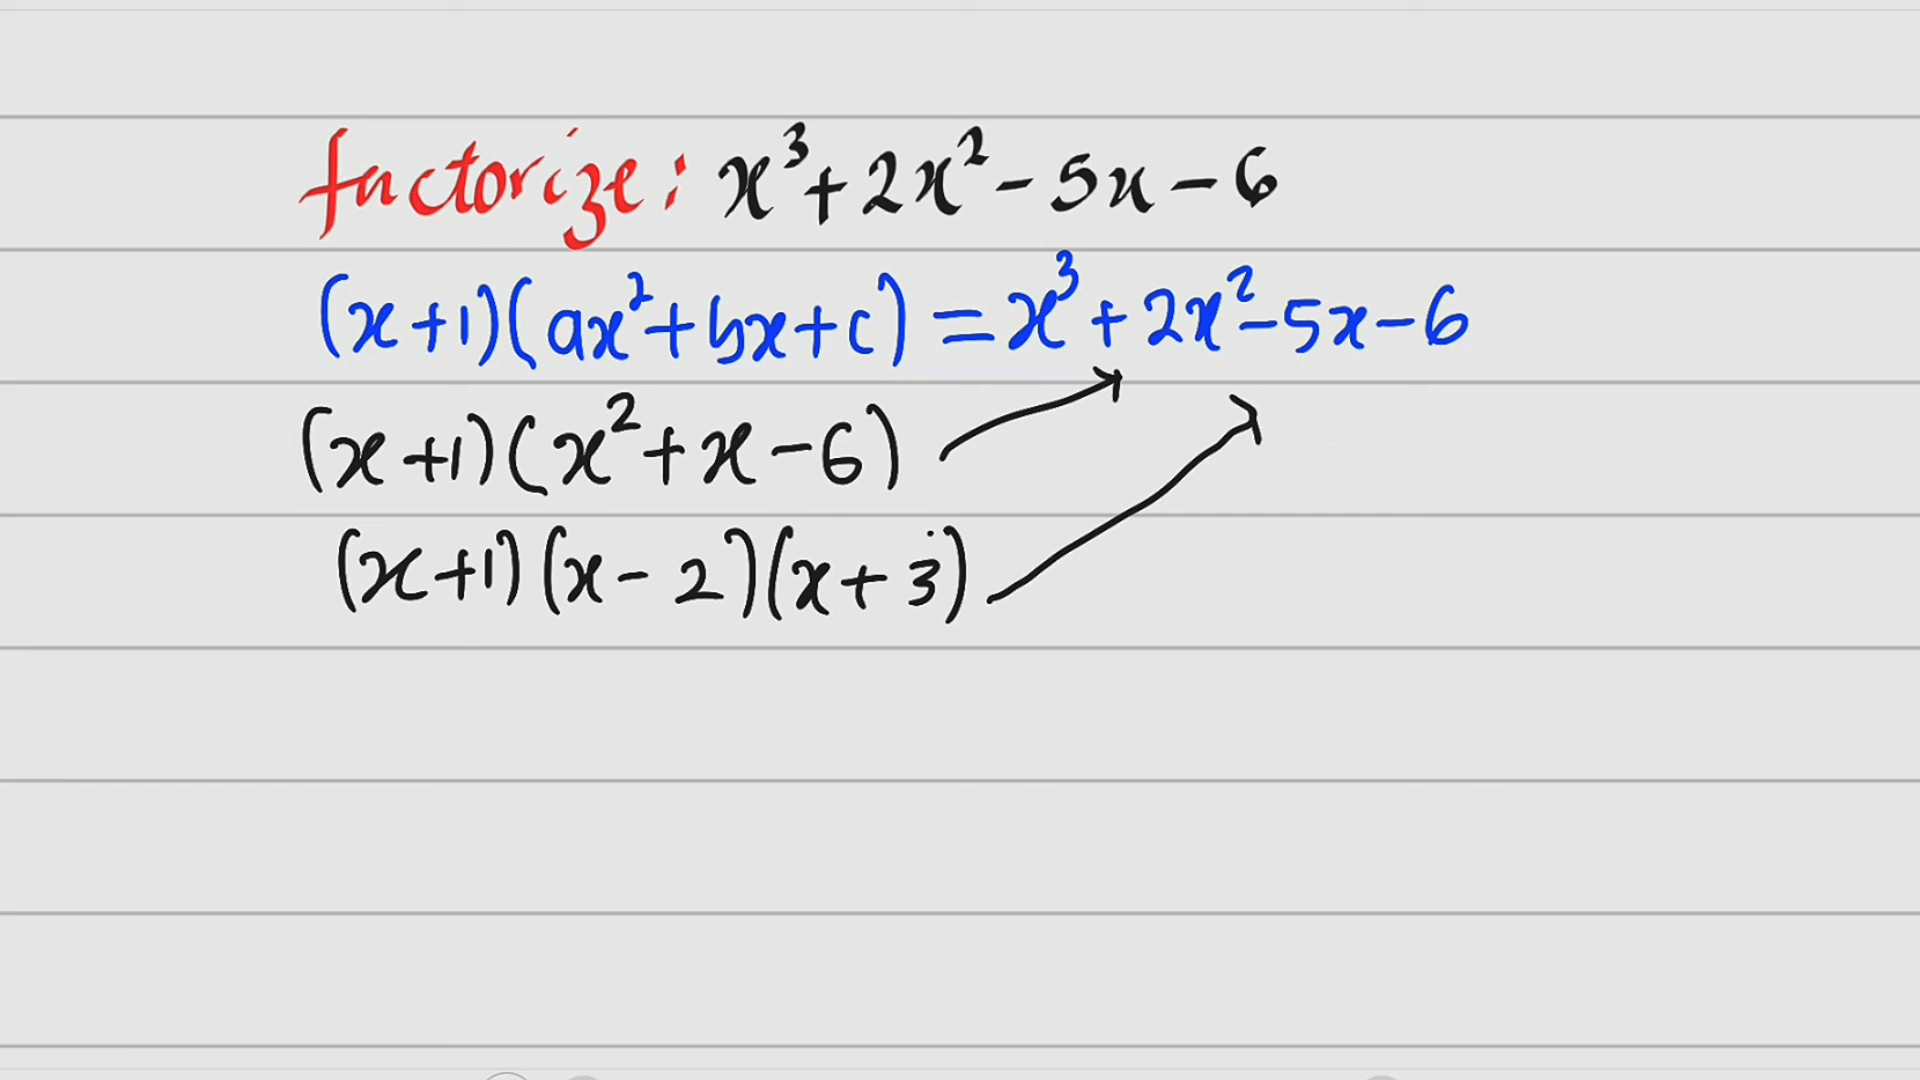 factorize: x³+2x²-5x-6
(x+1)(ax²+bx+c)=x³+2x²-5x-6
(x+1)(x²+x-6)
(x+1)(x-2)(x+3)